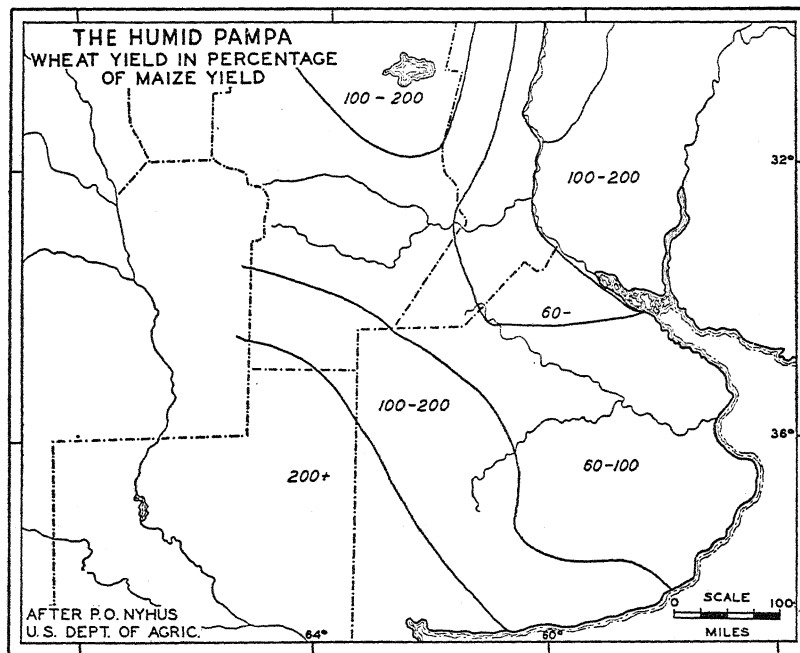 THE HUMID PAMPA
WHEAT YIELD IN PERCENTAGE
OF MAIZE YIELD
100-200
32°
100-200
60-
100-200
36°
60-100
200+
AFTER P.O. NYHUS
U.S. DEPT. OF AGRIC.
64°
60°
SCALE
0 100
MILES